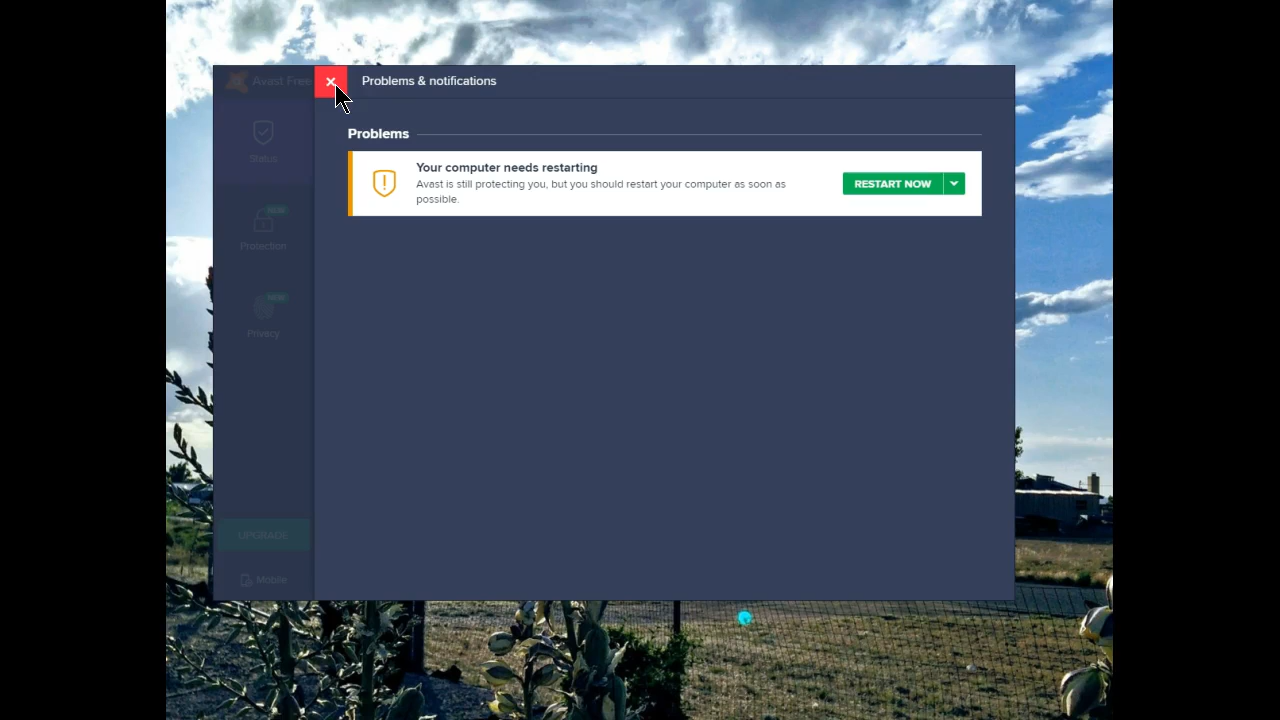 Avast Free
Problems & notifications
Status
Problems
Your computer needs restarting
Avast is still protecting you, but you should restart your computer as soon as
possible.
RESTART NOW
NEW
Protection
NEW
Privacy
UPGRADE
Mobile